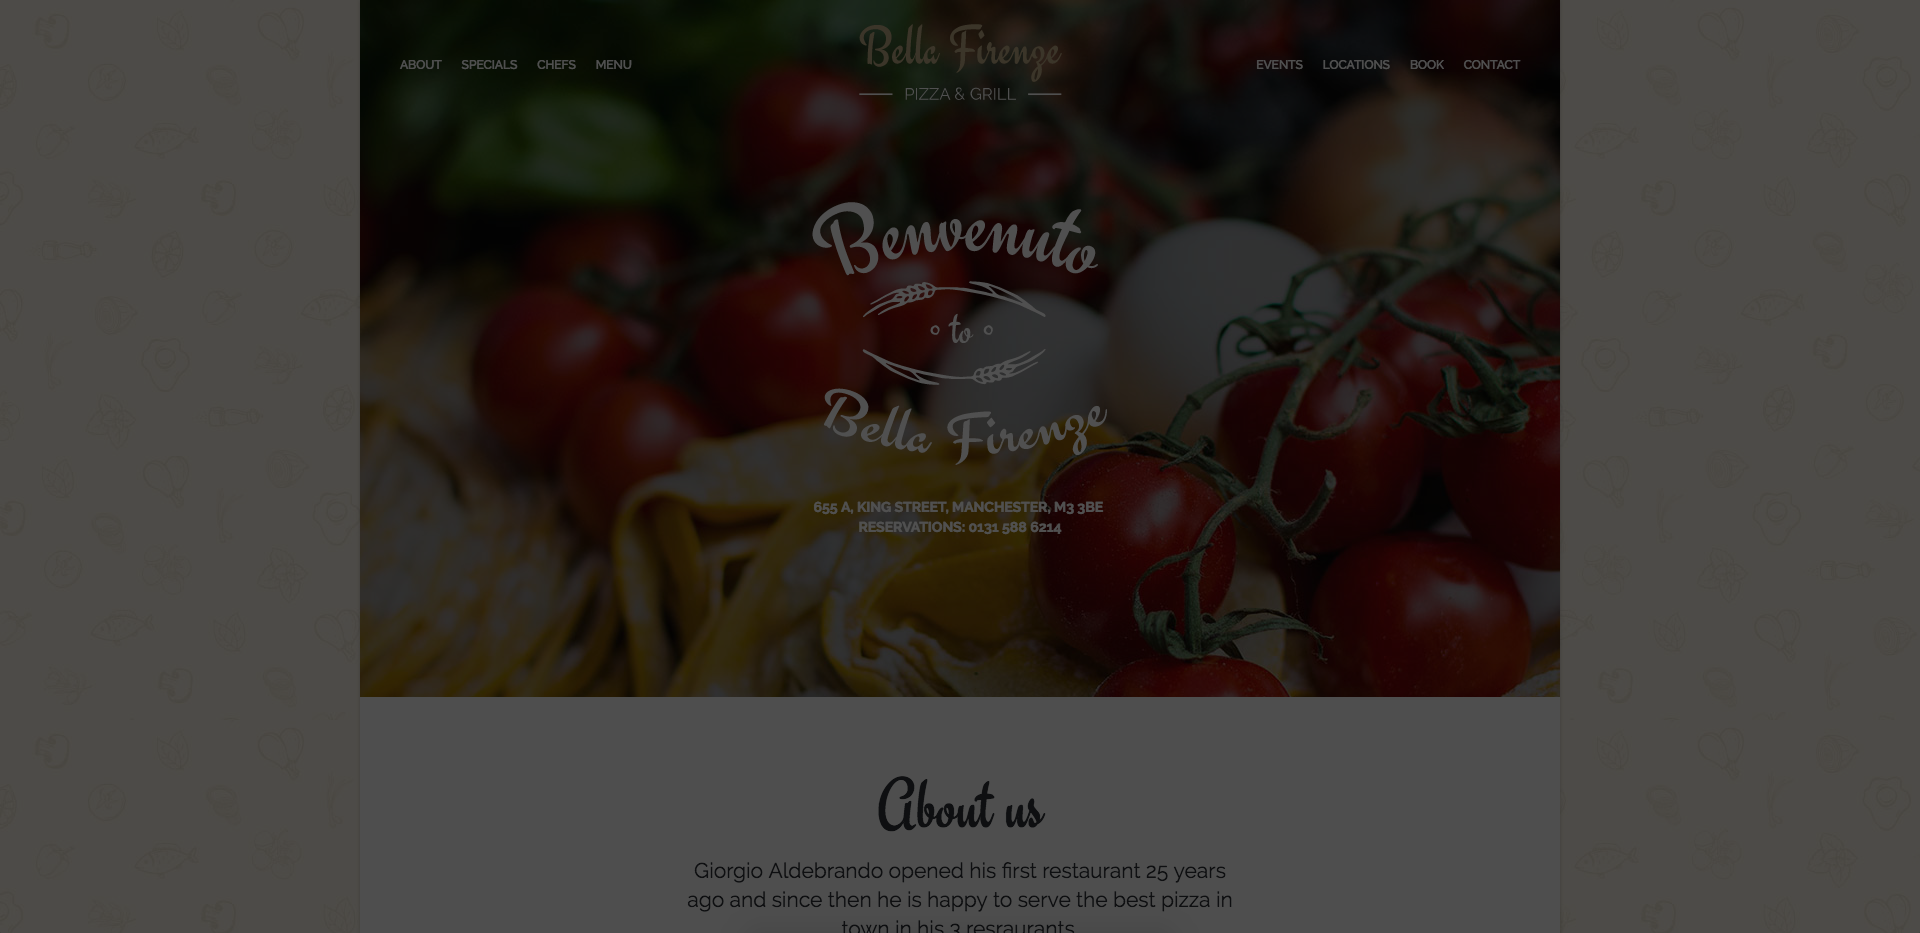 Bella Firenze
PIZZA & GRILL
ABOUT SPECIALS CHEFS MENU
EVENTS LOCATIONS BOOK CONTACT
Benvenuto
to
Bella Firenze
655 A, KING STREET, MANCHESTER, M3 3BE
RESERVATIONS: 0131 588 6214
About us
Giorgio Aldebrando opened his first restaurant 25 years
ago and since then he is happy to serve the best pizza in
town in his 3 resraurants